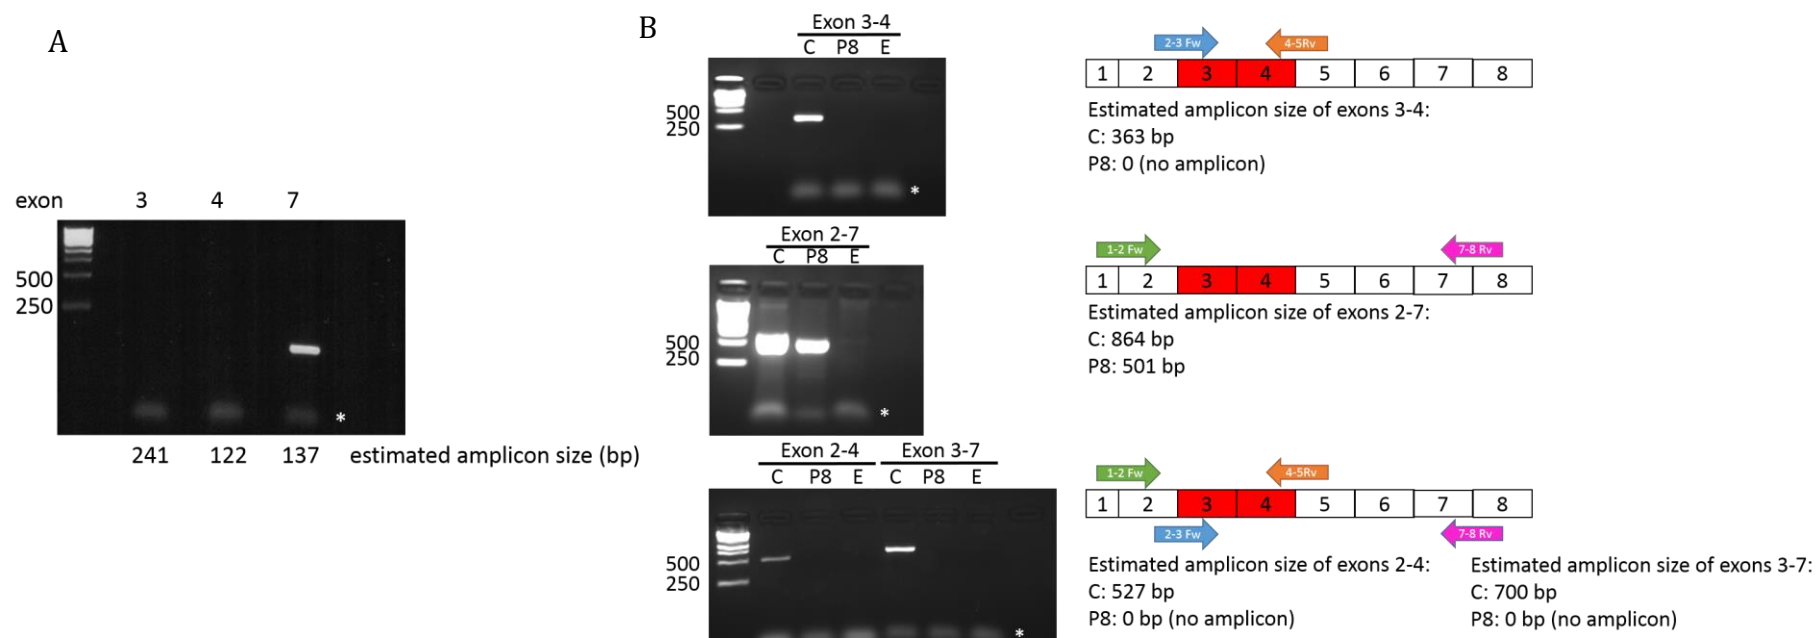 A
exon 3 4 7
500
250
*
241 122 137 estimated amplicon size (bp)
B
Exon 3-4
C P8 E
500
250
*
2-3 Fw 4-5Rv
1 2 3 4 5 6 7 8
Estimated amplicon size of exons 3-4:
C: 363 bp
P8: 0 (no amplicon)
Exon 2-7
C P8 E
500
250
*
1-2 Fw 7-8 Rv
1 2 3 4 5 6 7 8
Estimated amplicon size of exons 2-7:
C: 864 bp
P8: 501 bp
Exon 2-4 Exon 3-7
C P8 E C P8 E
500
250
*
1-2 Fw 4-5Rv
1 2 3 4 5 6 7 8
2-3 Fw 7-8 Rv
Estimated amplicon size of exons 2-4:
C: 527 bp
P8: 0 bp (no amplicon)
Estimated amplicon size of exons 3-7:
C: 700 bp
P8: 0 bp (no amplicon)